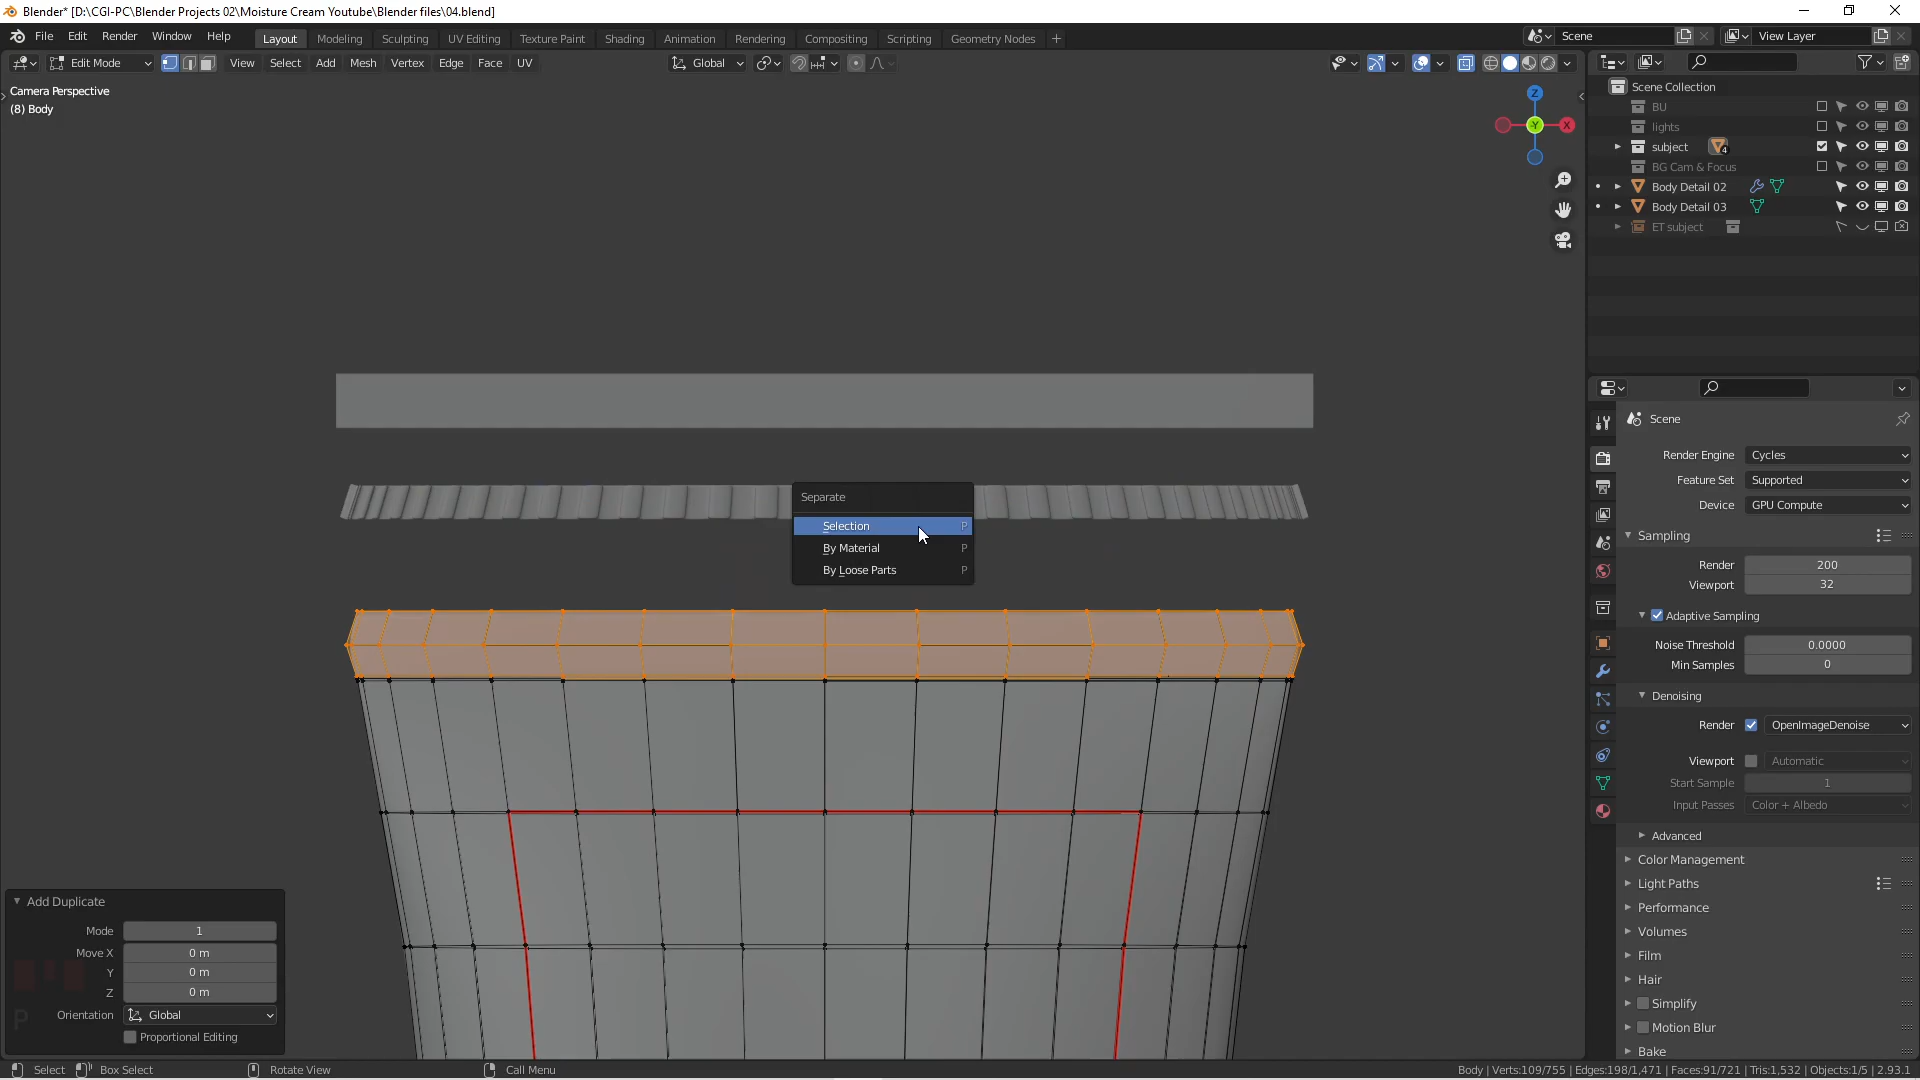 Blender* [D:\CGI-PC\Blender Projects 02\Moisture Cream Youtube\Blender files\04.blend]
File Edit Render Window Help Layout Modeling Sculpting UV Editing Texture Paint Shading Animation Rendering Compositing Scripting Geometry Nodes + Scene View Layer
Edit Mode View Select Add Mesh Vertex Edge Face UV Global
Camera Perspective
(8) Body
Z
Y
X
Separate
Selection P
By Material P
By Loose Parts P
Add Duplicate
Mode 1
Move X 0 m
Y 0 m
Z 0 m
Orientation Global
Proportional Editing
P
Scene Collection
BU
lights
subject 4
BG Cam & Focus
Body Detail 02
Body Detail 03
ET subject
Scene
Render Engine Cycles
Feature Set Supported
Device GPU Compute
Sampling
Render 200
Viewport 32
Adaptive Sampling
Noise Threshold 0.0000
Min Samples 0
Denoising
Render OpenImageDenoise
Viewport Automatic
Start Sample 1
Input Passes Color + Albedo
Advanced
Color Management
Light Paths
Performance
Volumes
Film
Hair
Simplify
Motion Blur
Bake
Select Box Select Rotate View Call Menu Body | Verts:109/755 | Edges:198/1,471 | Faces:91/721 | Tris:1,532 | Objects:1/5 | 2.93.1